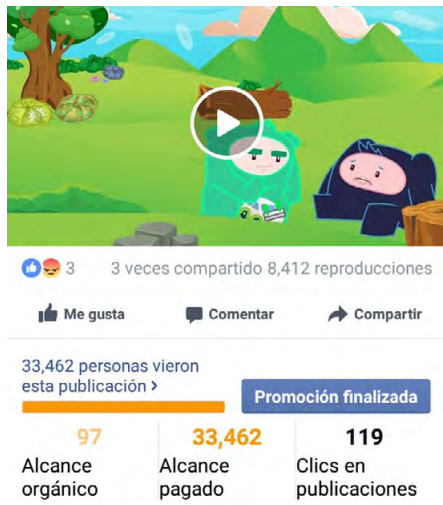 3 3 veces compartido 8,412 reproducciones
Me gusta Comentar Compartir
33,462 personas vieron
esta publicación >
Promoción finalizada
97 33,462 119
Alcance Alcance Clics en
orgánico pagado publicaciones